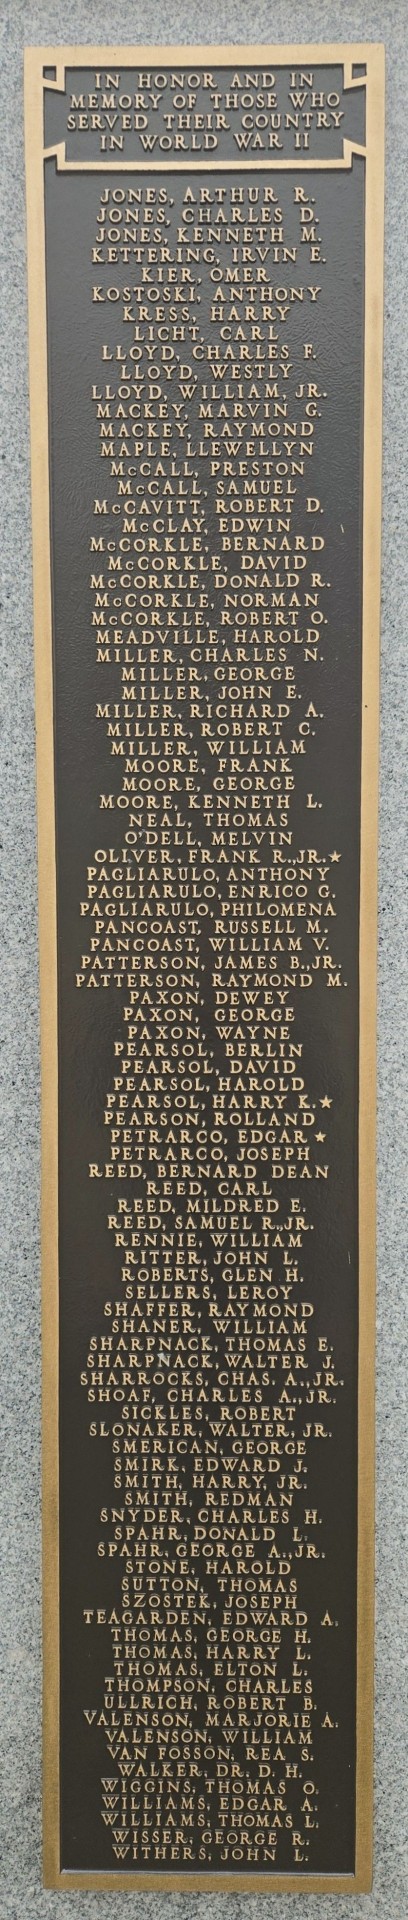 IN HONOR AND IN
MEMORY OF THOSE WHO
SERVED THEIR COUNTRY
IN WORLD WAR II
JONES, ARTHUR R.
JONES, CHARLES D.
JONES, KENNETH M.
KETTERING, IRVIN E.
KIER, OMER
KOSTOSKI, ANTHONY
KRESS, HARRY
LICHT, CARL
LLOYD, CHARLES F.
LLOYD, WESTLY
LLOYD, WILLIAM, JR.
MACKEY, MARVIN G.
MACKEY, RAYMOND
MAPLE, LLEWELLYN
McCALL, PRESTON
McCALL, SAMUEL
McCAVITT, ROBERT D.
McCLAY, EDWIN
McCORKLE, BERNARD
McCORKLE, DAVID
McCORKLE, DONALD R.
McCORKLE, NORMAN
McCORKLE, ROBERT O.
MEADVILLE, HAROLD
MILLER, CHARLES N.
MILLER, GEORGE
MILLER, JOHN E.
MILLER, RICHARD A.
MILLER, ROBERT C.
MILLER, WILLIAM
MOORE, FRANK
MOORE, GEORGE
MOORE, KENNETH L.
NEAL, THOMAS
O'DELL, MELVIN
OLIVER, FRANK R., JR. ★
PAGLIARULO, ANTHONY
PAGLIARULO, ENRICO G.
PAGLIARULO, PHILOMENA
PANCOAST, RUSSELL M.
PANCOAST, WILLIAM V.
PATTERSON, JAMES B., JR.
PATTERSON, RAYMOND M.
PAXON, DEWEY
PAXON, GEORGE
PAXON, WAYNE
PEARSOL, BERLIN
PEARSOL, DAVID
PEARSOL, HAROLD
PEARSOL, HARRY K. ★
PEARSON, ROLLAND
PETRARCO, EDGAR ★
PETRARCO, JOSEPH
REED, BERNARD DEAN
REED, CARL
REED, MILDRED E.
REED, SAMUEL R., JR.
RENNIE, WILLIAM
RITTER, JOHN L.
ROBERTS, GLEN H.
SELLERS, LEROY
SHAFFER, RAYMOND
SHANER, WILLIAM
SHARPNACK, THOMAS E.
SHARPNACK, WALTER J.
SHARROCKS, CHAS. A., JR.
SHOAF, CHARLES A., JR.
SICKLES, ROBERT
SLONAKER, WALTER, JR.
SMERICAN, GEORGE
SMIRK, EDWARD J.
SMITH, HARRY, JR.
SMITH, REDMAN
SNYDER, CHARLES H.
SPAHR, DONALD L.
SPAHR, GEORGE A., JR.
STONE, HAROLD
SUTTON, THOMAS
SZOSTEK, JOSEPH
TEAGARDEN, EDWARD A.
THOMAS, GEORGE H.
THOMAS, HARRY L.
THOMAS, ELTON L.
THOMPSON, CHARLES
ULLRICH, ROBERT B.
VALENSON, MARJORIE A.
VALENSON, WILLIAM
VAN FOSSON, REA S.
WALKER, DR. D. H.
WIGGINS, THOMAS O.
WILLIAMS, EDGAR A.
WILLIAMS, THOMAS L.
WISSER, GEORGE R.
WITHERS, JOHN L.